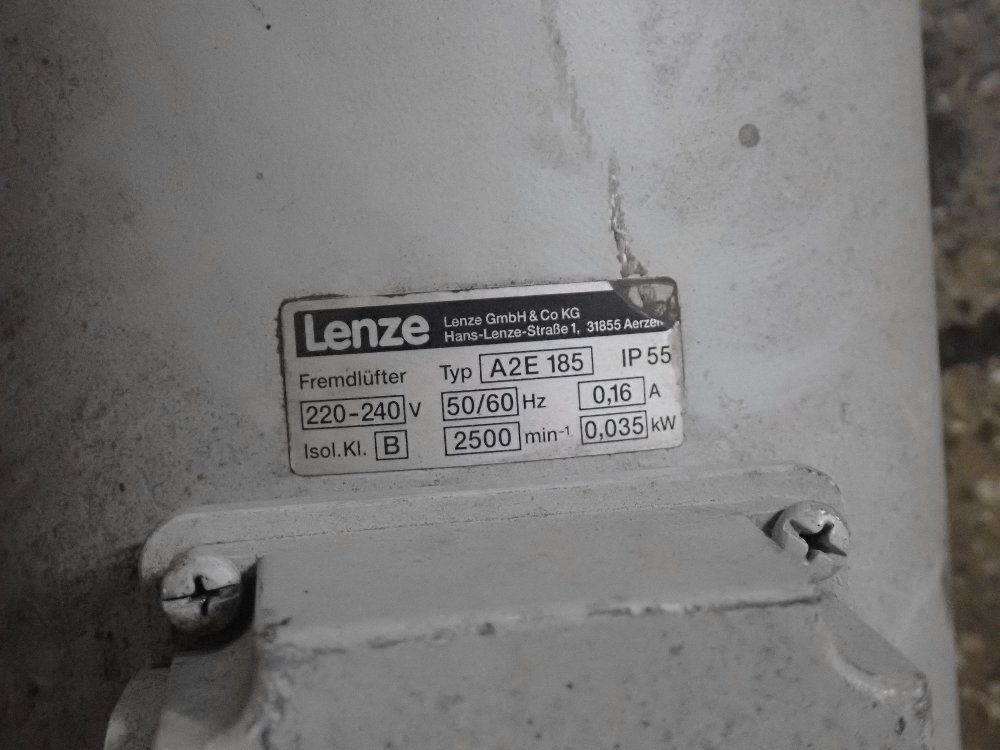 Lenze
Lenze GmbH & Co KG
Hans-Lenze-Straße 1, 31855 Aerzen
Fremdlüfter Typ A2E 185 IP 55
220-240 V 50/60 Hz 0,16 A
Isol.Kl. B 2500 min-1 0,035 kW